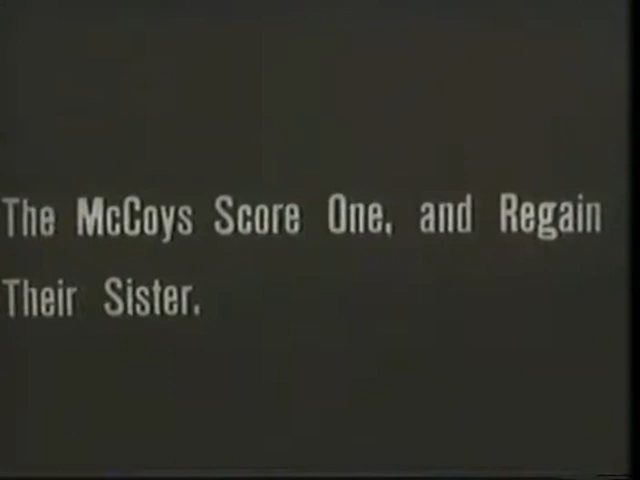 The McCoys Score One, and Regain
Their Sister.